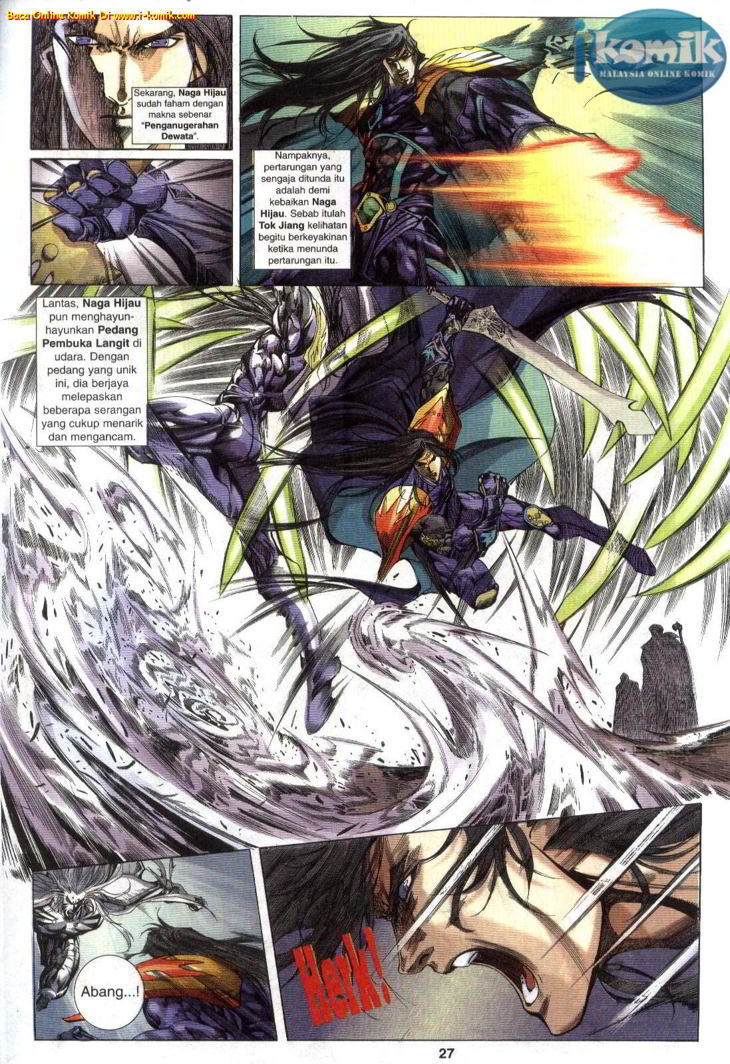 Baca Online Komik Di www.i-komik.com
i komik
MALAYSIA ONLINE KOMIK
Sekarang, Naga Hijau
sudah faham dengan
makna sebenar
"Penganugerahan
Dewata".
Nampaknya,
pertarungan yang
sengaja ditunda itu
adalah demi
kebaikan Naga
Hijau. Sebab itulah
Tok Jiang kelihatan
begitu berkeyakinan
ketika menunda
pertarungan itu.
Lantas, Naga Hijau
pun menghayun-
hayunkan Pedang
Pembuka Langit di
udara. Dengan
pedang yang unik
ini, dia berjaya
melepaskan
beberapa serangan
yang cukup menarik
dan mengancam.
Abang...!
Herk!
27